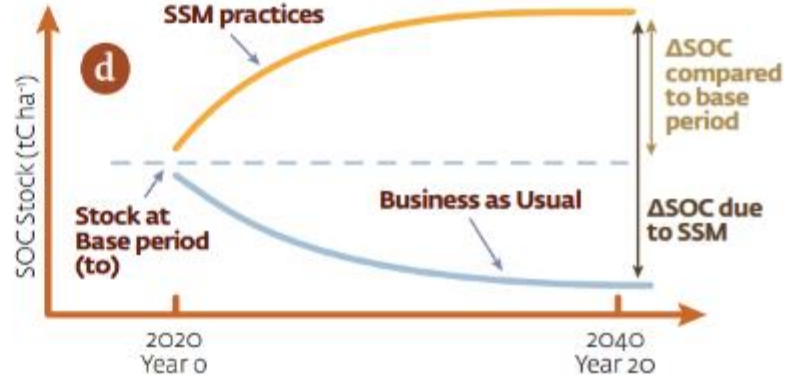 SSM practices
d
ΔSOC
compared
to base
period
SOC Stock (tC ha⁻¹)
Stock at
Base period
(to)
Business as Usual
ΔSOC due
to SSM
2020
Year 0
2040
Year 20